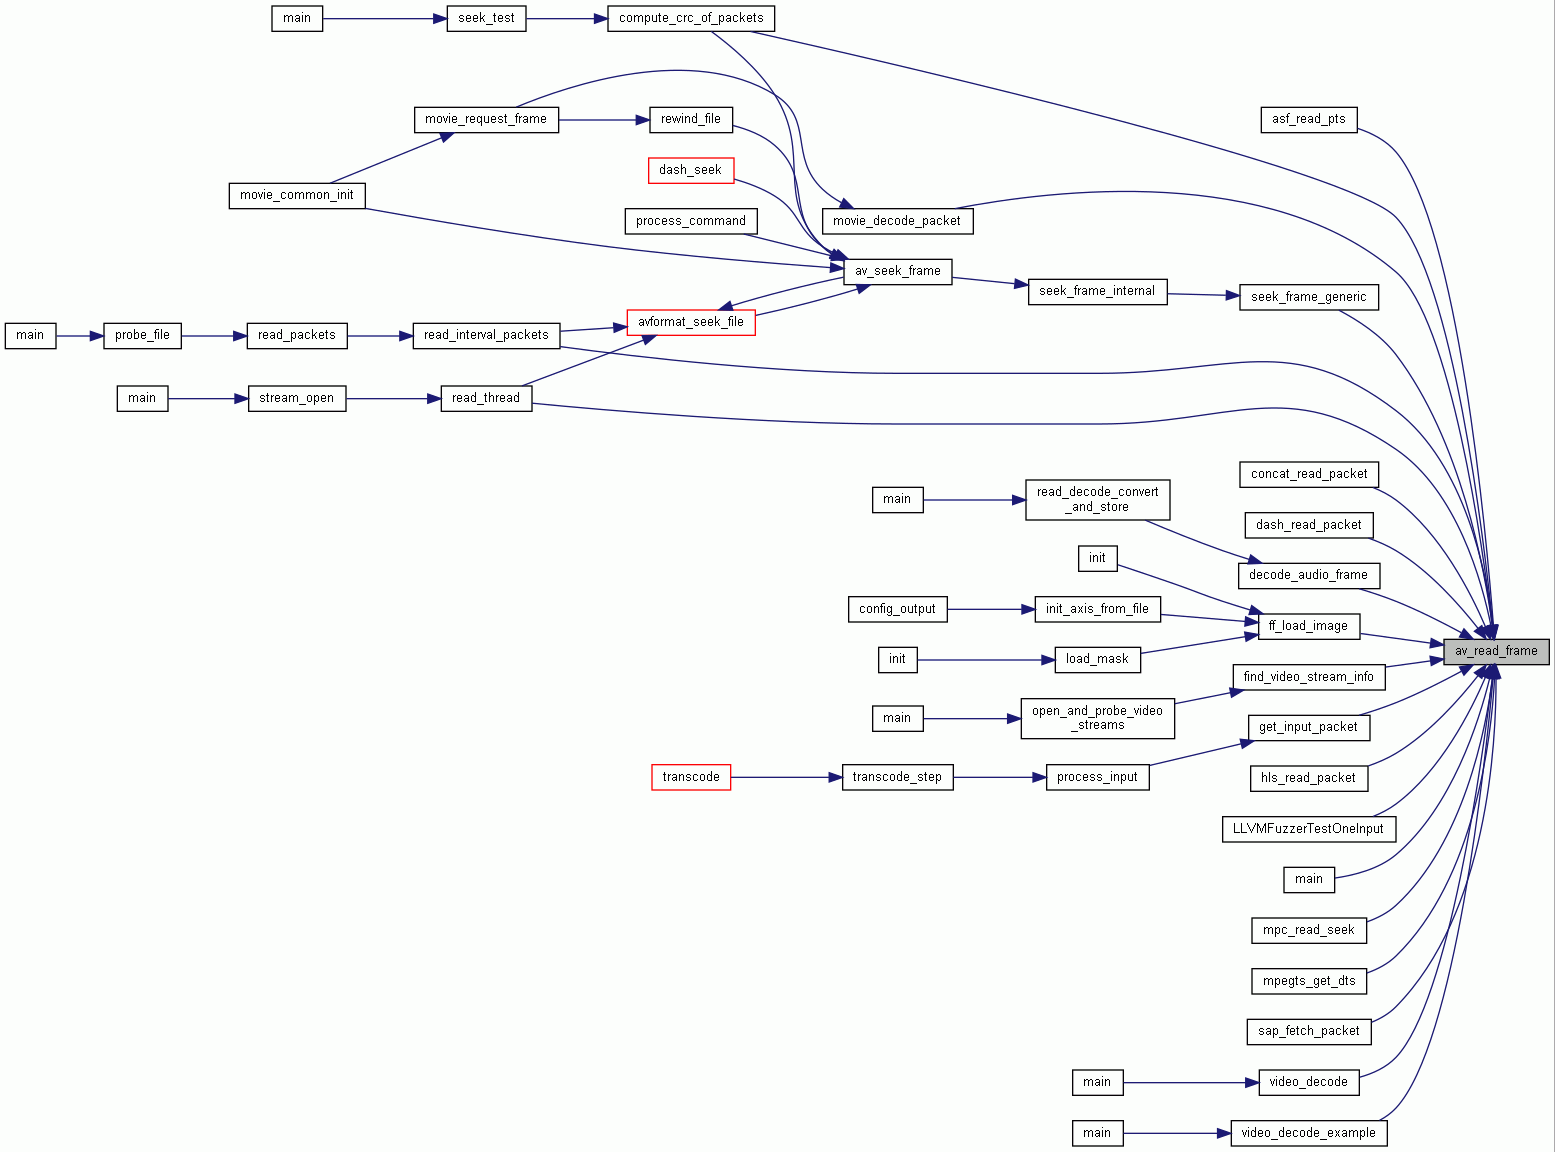 main
seek_test
compute_crc_of_packets
movie_request_frame
rewind_file
asf_read_pts
dash_seek
movie_common_init
process_command
movie_decode_packet
av_seek_frame
seek_frame_internal
seek_frame_generic
avformat_seek_file
main
probe_file
read_packets
read_interval_packets
main
stream_open
read_thread
concat_read_packet
main
read_decode_convert
_and_store
dash_read_packet
init
decode_audio_frame
config_output
init_axis_from_file
ff_load_image
av_read_frame
init
load_mask
find_video_stream_info
main
open_and_probe_video
_streams
get_input_packet
transcode
transcode_step
process_input
hls_read_packet
LLVMFuzzerTestOneInput
main
mpc_read_seek
mpegts_get_dts
sap_fetch_packet
main
video_decode
main
video_decode_example